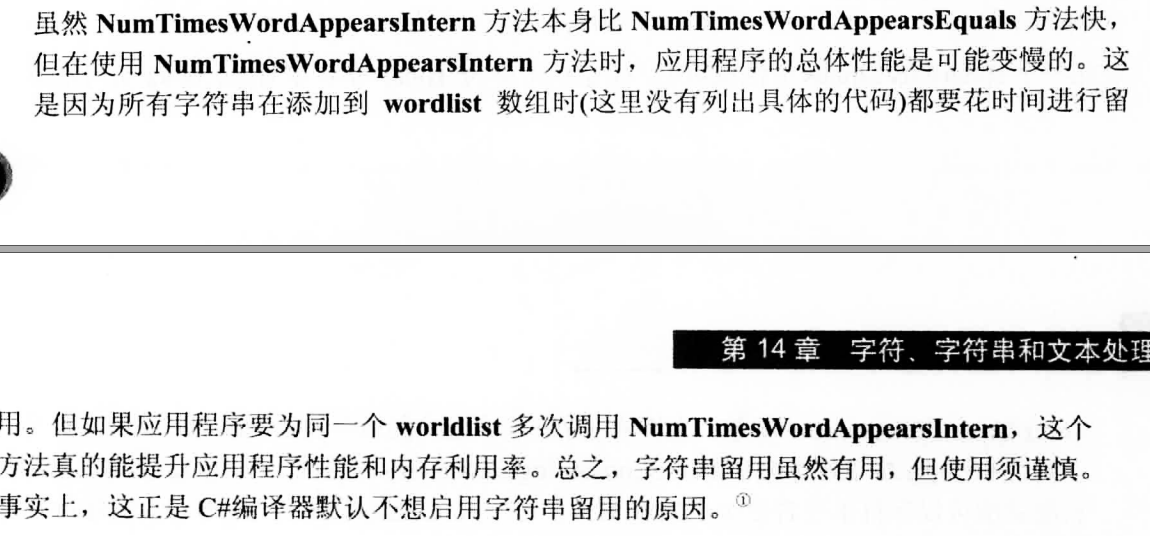 虽然 NumTimesWordAppearsIntern 方法本身比 NumTimesWordAppearsEquals 方法快，
但在使用 NumTimesWordAppearsIntern 方法时，应用程序的总体性能是可能变慢的。这
是因为所有字符串在添加到 wordlist 数组时(这里没有列出具体的代码)都要花时间进行留
第 14 章 字符、字符串和文本处理
用。但如果应用程序要为同一个 worldlist 多次调用 NumTimesWordAppearsIntern，这个
方法真的能提升应用程序性能和内存利用率。总之，字符串留用虽然有用，但使用须谨慎。
事实上，这正是 C#编译器默认不想启用字符串留用的原因。①